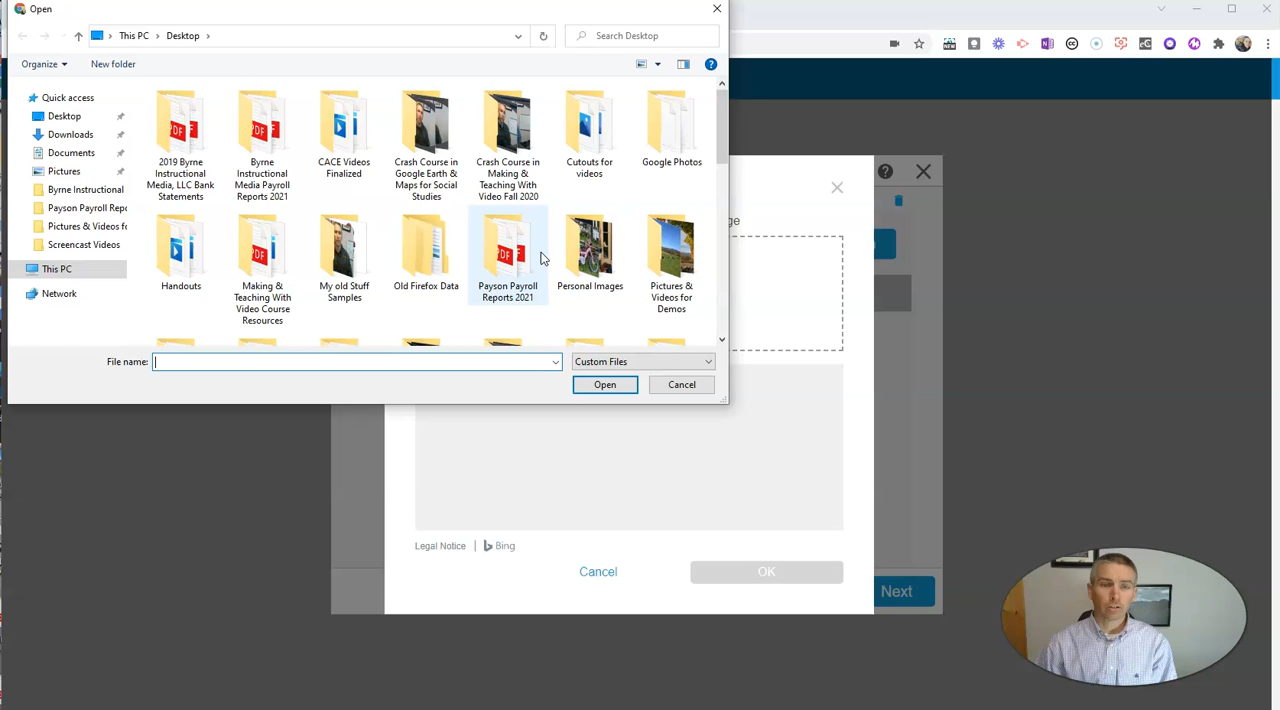 Open
This PC > Desktop >
Search Desktop
Organize
New folder
Quick access
Desktop
Downloads
Documents
Pictures
Byrne Instructional
Payson Payroll Repo
Pictures & Videos fo
Screencast Videos
This PC
Network
2019 Byrne
Instructional
Media, LLC Bank
Statements
Byrne
Instructional
Media Payroll
Reports 2021
CACE Videos
Finalized
Crash Course in
Google Earth &
Maps for Social
Studies
Crash Course in
Making &
Teaching With
Video Fall 2020
Cutouts for
videos
Google Photos
Handouts
Making &
Teaching With
Video Course
Resources
My old Stuff
Samples
Old Firefox Data
Payson Payroll
Reports 2021
Personal Images
Pictures &
Videos for
Demos
File name:
Custom Files
Open
Cancel
ge
Legal Notice | Bing
Cancel
OK
Next